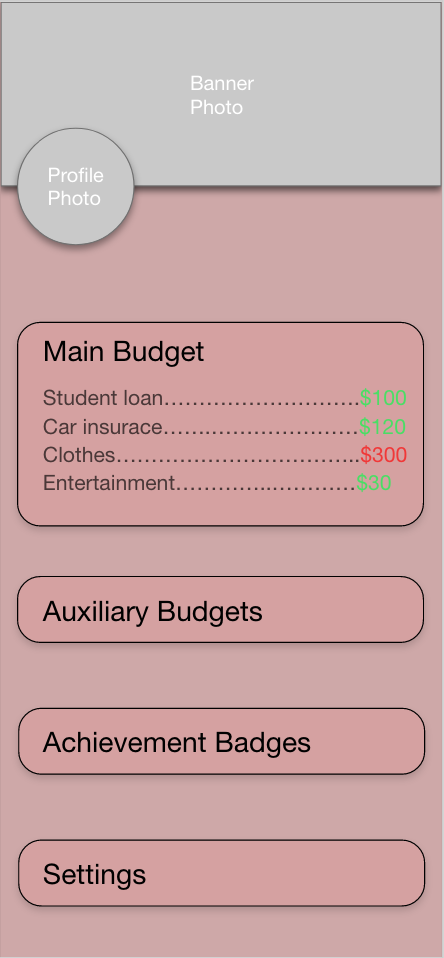 Banner
Photo
Profile
Photo
Main Budget
Student loan……………………….$100
Car insurace……………………….$120
Clothes……………………………..$300
Entertainment……………………..$30
Auxiliary Budgets
Achievement Badges
Settings